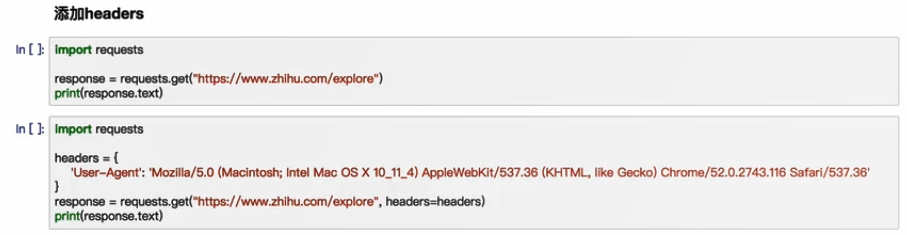 添加headers
In [ ]: import requests
response = requests.get("https://www.zhihu.com/explore")
print(response.text)
In [ ]: import requests
headers = {
'User-Agent': 'Mozilla/5.0 (Macintosh; Intel Mac OS X 10_11_4) AppleWebKit/537.36 (KHTML, like Gecko) Chrome/52.0.2743.116 Safari/537.36'
}
response = requests.get("https://www.zhihu.com/explore", headers=headers)
print(response.text)